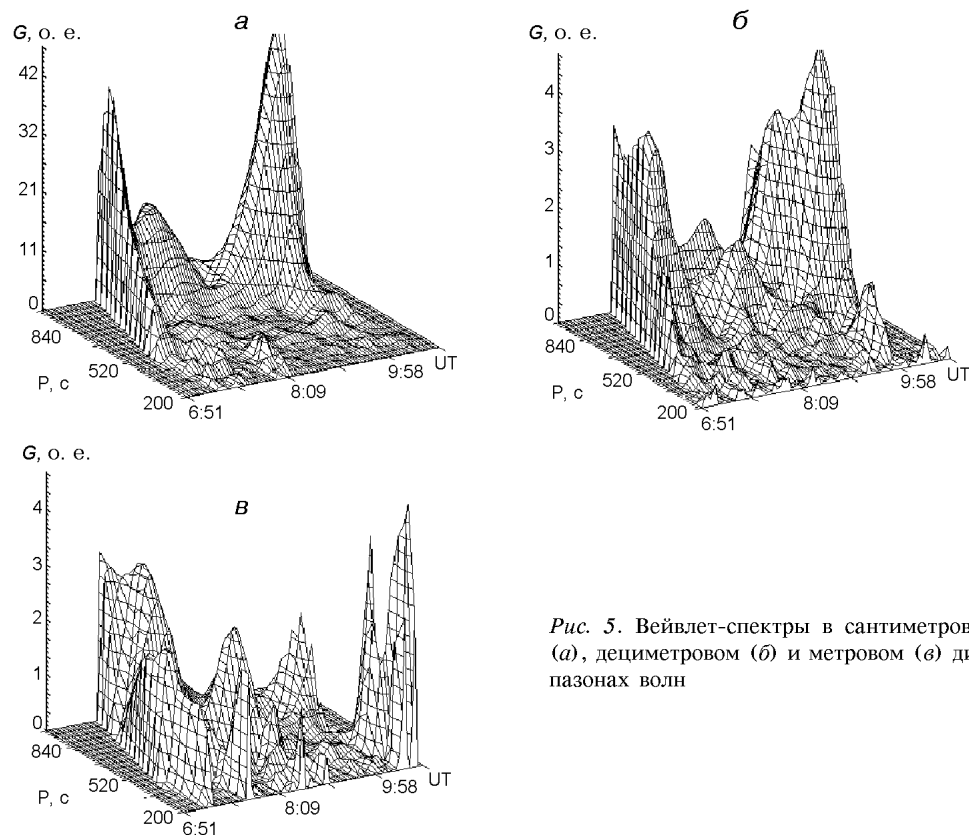 а
G, о. е.
42
32
21
11
0
840
520
200
P, с
6:51
8:09
9:58
UT
б
G, о. е.
4
3
2
1
0
840
520
200
P, с
6:51
8:09
9:58
UT
G, о. е.
в
4
3
2
1
0
840
520
200
P, с
6:51
8:09
9:58
UT
Рис. 5. Вейвлет-спектры в сантиметров
(а), дециметровом (б) и метровом (в) ди
пазонах волн